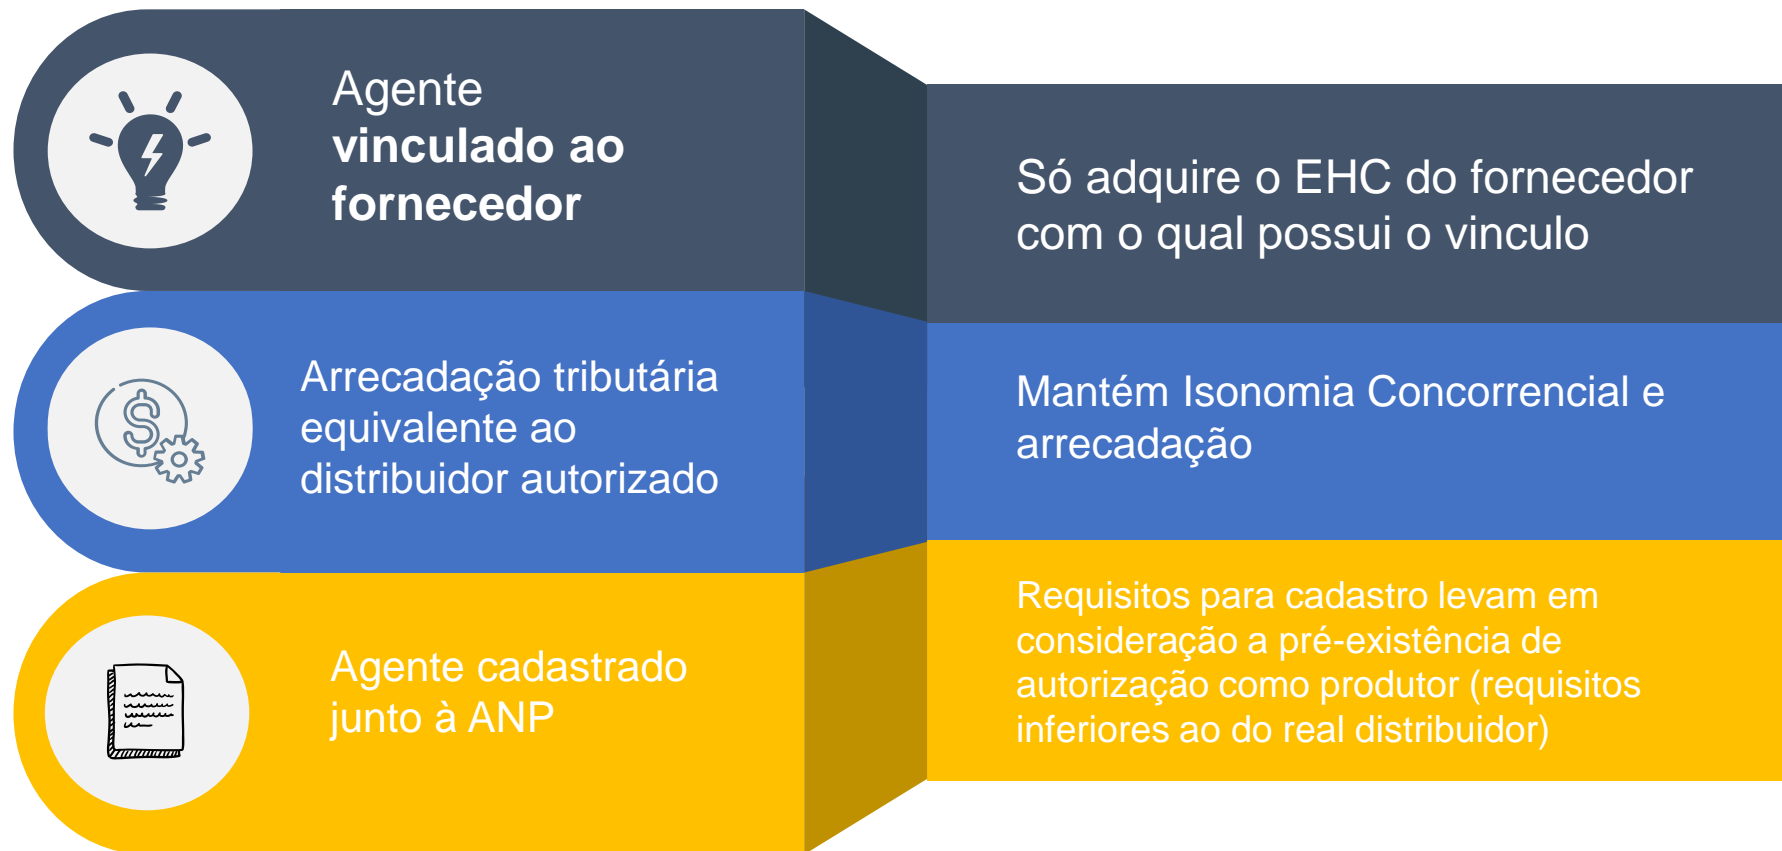 Agente
vinculado ao
fornecedor
Só adquire o EHC do fornecedor
com o qual possui o vinculo
Arrecadação tributária
equivalente ao
distribuidor autorizado
Mantém Isonomia Concorrencial e
arrecadação
Agente cadastrado
junto à ANP
Requisitos para cadastro levam em
consideração a pré-existência de
autorização como produtor (requisitos
inferiores ao do real distribuidor)